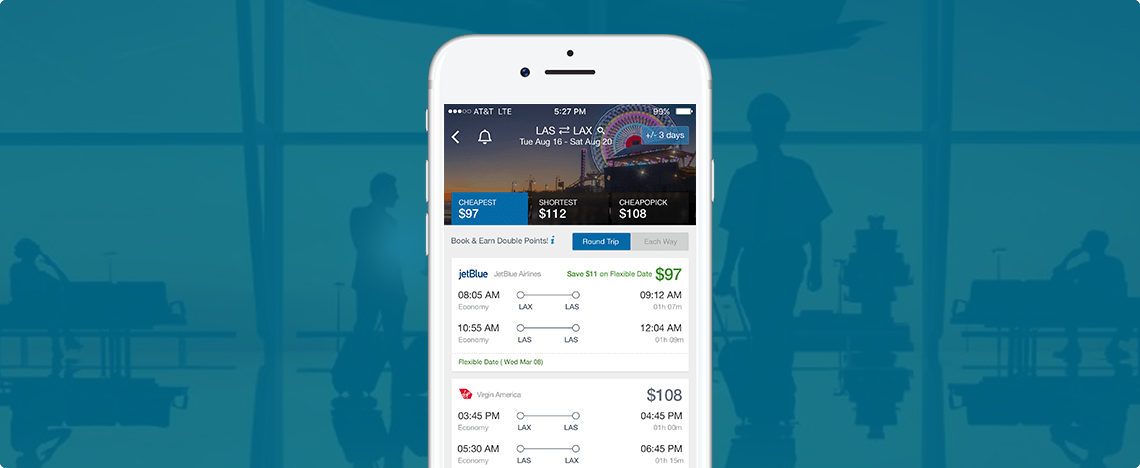 AT&T LTE 5:27 PM 99%
LAS ⇄ LAX
+/- 3 days
Tue Aug 16 - Sat Aug 20
CHEAPEST SHORTEST CHEAPOPICK
$97 $112 $108
Book & Earn Double Points! i Round Trip Each Way
jetBlue JetBlue Airlines Save $11 on Flexible Date $97
08:05 AM 09:12 AM
Economy LAX LAS 01h 07m
10:55 AM 12:04 AM
Economy LAS LAS 01h 09m
Flexible Date ( Wed Mar 08)
Virgin America $108
03:45 PM 04:45 PM
Economy LAX LAS 01h 09m
05:30 AM 06:45 PM
Economy LAS LAX 01h 15m